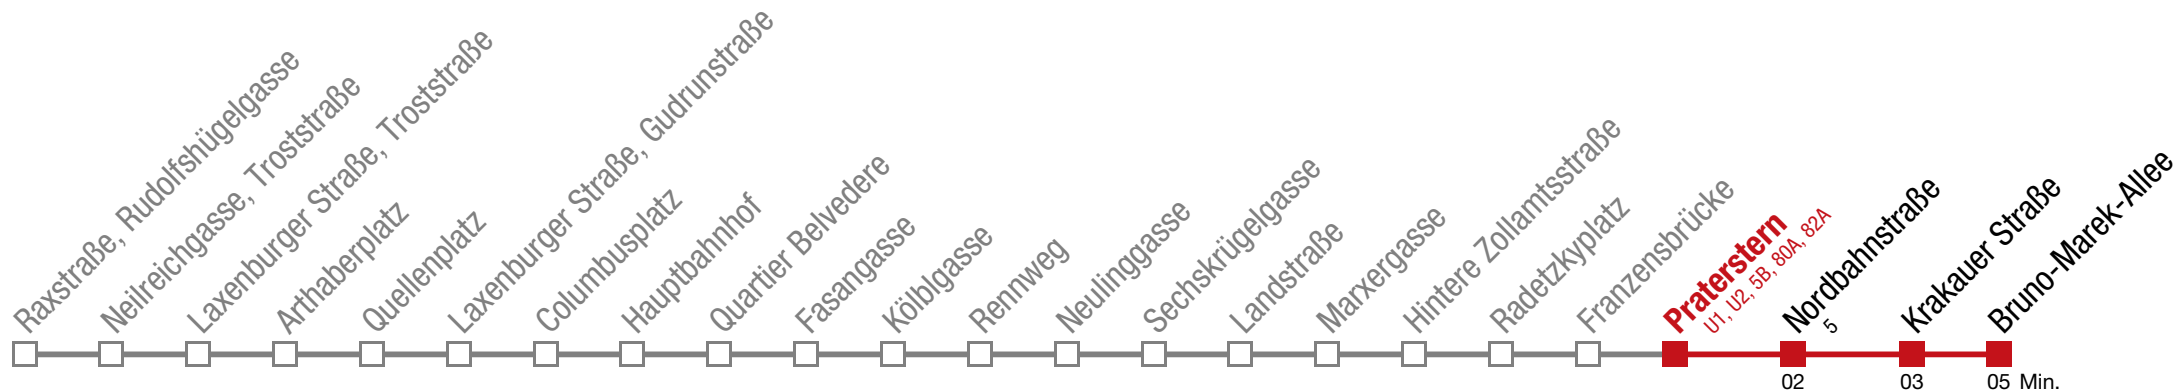 Raxstraße, Rudolfshügelgasse
Neilreichgasse, Troststraße
Laxenburger Straße, Troststraße
Arthaberplatz
Quellenplatz
Laxenburger Straße, Gudrunstraße
Columbusplatz
Hauptbahnhof
Quartier Belvedere
Fasangasse
Kölblgasse
Rennweg
Neulinggasse
Sechskrügelgasse
Landstraße
Marxergasse
Hintere Zollamtsstraße
Radetzkyplatz
Franzensbrücke
Praterstern
U1, U2, 5B, 80A, 82A
Nordbahnstraße
5
Krakauer Straße
Bruno-Marek-Allee
02 03 05 Min.